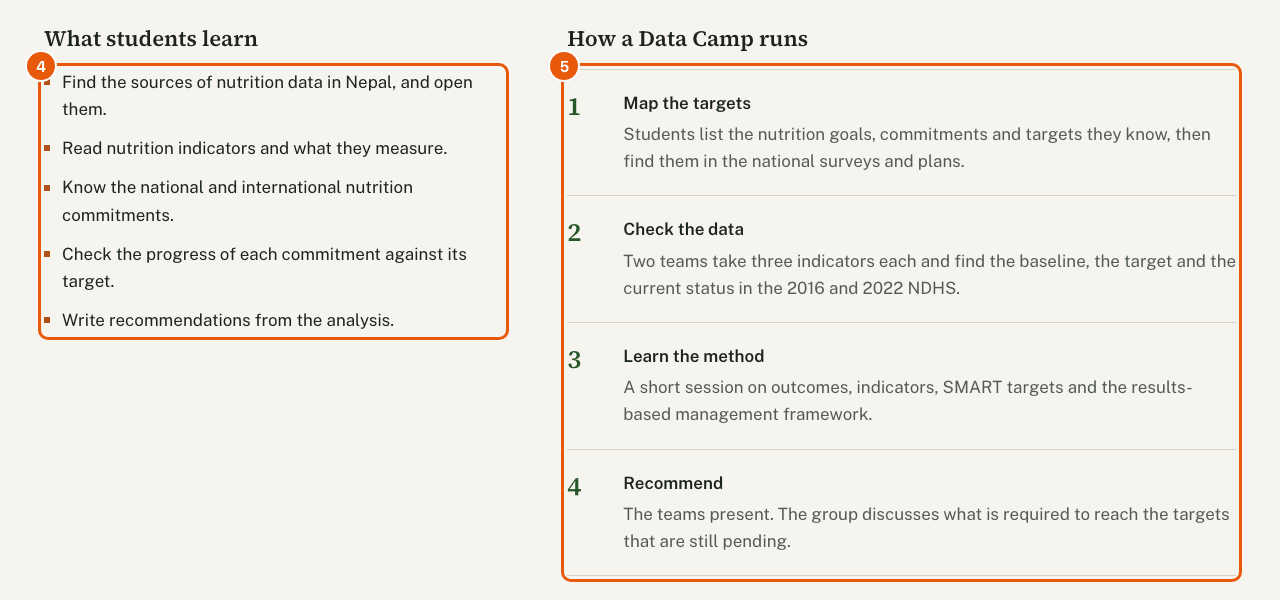 What students learn
4
Find the sources of nutrition data in Nepal, and open
them.
Read nutrition indicators and what they measure.
Know the national and international nutrition
commitments.
Check the progress of each commitment against its
target.
Write recommendations from the analysis.
How a Data Camp runs
5
1
Map the targets
Students list the nutrition goals, commitments and targets they know, then
find them in the national surveys and plans.
2
Check the data
Two teams take three indicators each and find the baseline, the target and the
current status in the 2016 and 2022 NDHS.
3
Learn the method
A short session on outcomes, indicators, SMART targets and the results-
based management framework.
4
Recommend
The teams present. The group discusses what is required to reach the targets
that are still pending.